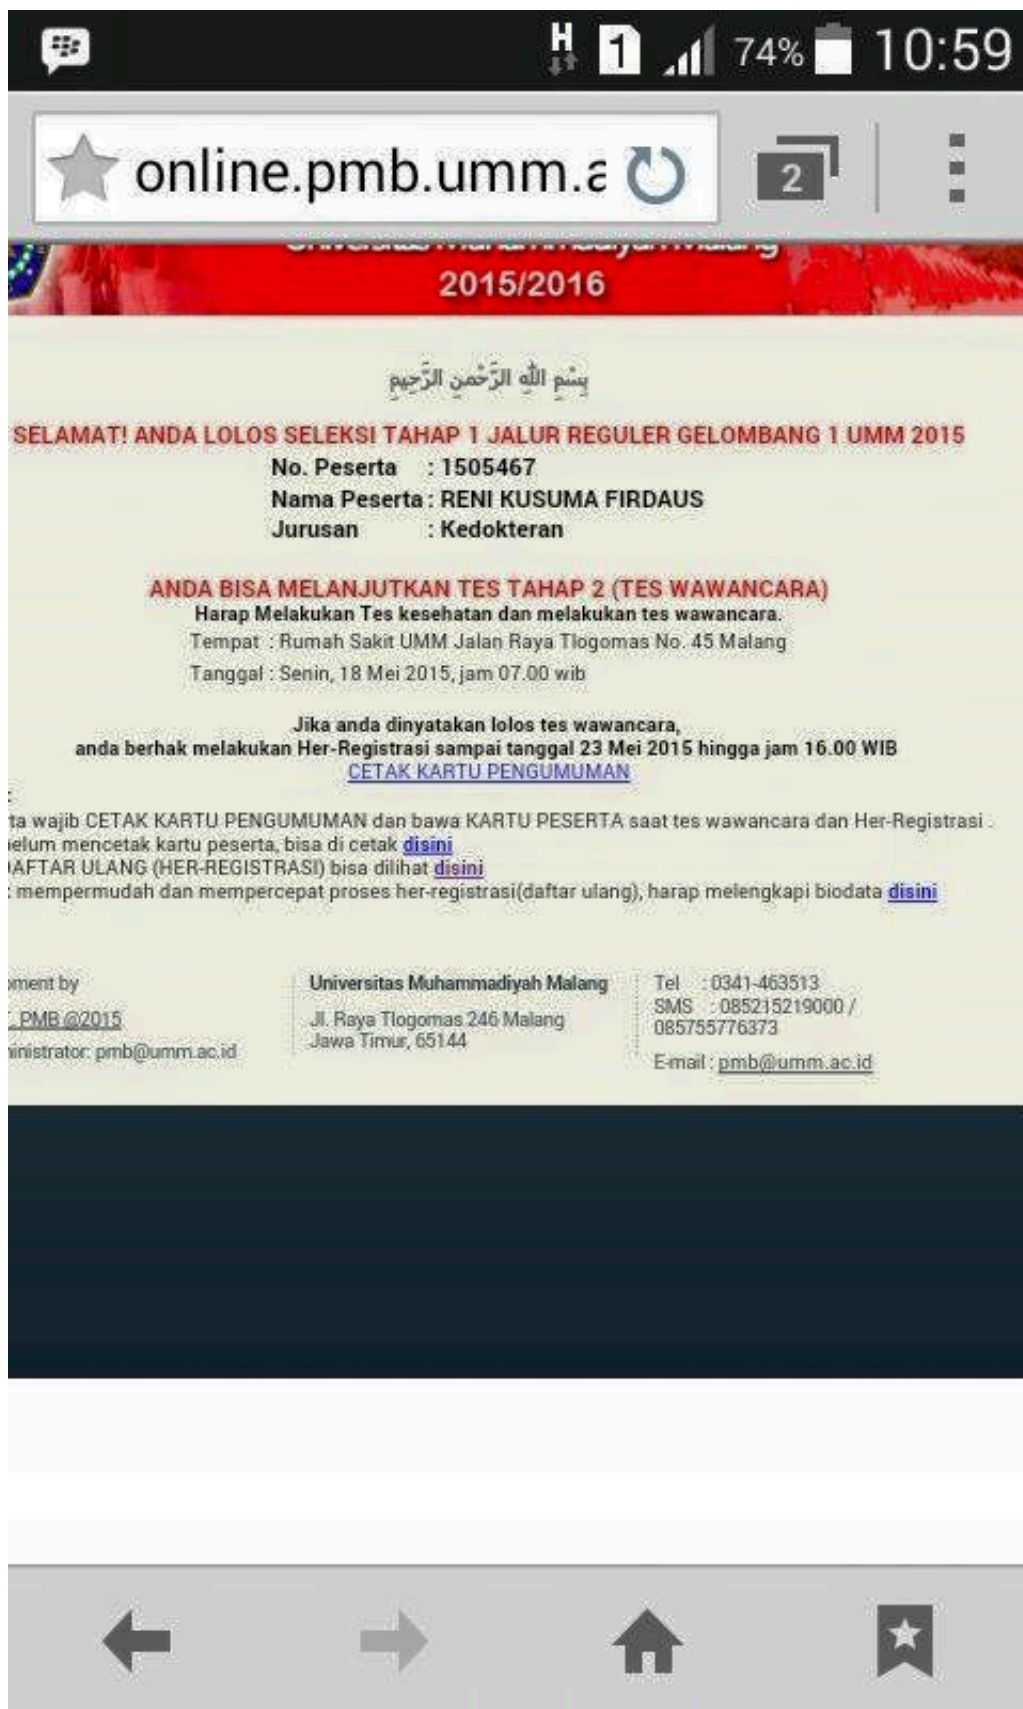 H 1 74% 10:59
online.pmb.umm.a 2
Universitas Muhammadiyah Malang
2015/2016
بِسْمِ اللهِ الرَّحْمنِ الرَّحِيمِ
SELAMAT! ANDA LOLOS SELEKSI TAHAP 1 JALUR REGULER GELOMBANG 1 UMM 2015
No. Peserta : 1505467
Nama Peserta : RENI KUSUMA FIRDAUS
Jurusan : Kedokteran
ANDA BISA MELANJUTKAN TES TAHAP 2 (TES WAWANCARA)
Harap Melakukan Tes kesehatan dan melakukan tes wawancara.
Tempat : Rumah Sakit UMM Jalan Raya Tlogomas No. 45 Malang
Tanggal : Senin, 18 Mei 2015, jam 07.00 wib
Jika anda dinyatakan lolos tes wawancara,
anda berhak melakukan Her-Registrasi sampai tanggal 23 Mei 2015 hingga jam 16.00 WIB
CETAK KARTU PENGUMUMAN
:
ta wajib CETAK KARTU PENGUMUMAN dan bawa KARTU PESERTA saat tes wawancara dan Her-Registrasi .
elum mencetak kartu peserta, bisa di cetak disini
AFTAR ULANG (HER-REGISTRASI) bisa dilihat disini
: mempermudah dan mempercepat proses her-registrasi(daftar ulang), harap melengkapi biodata disini
ment by
. PMB @2015
inistrator: pmb@umm.ac.id
Universitas Muhammadiyah Malang
Jl. Raya Tlogomas 246 Malang
Jawa Timur, 65144
Tel : 0341-463513
SMS : 085215219000 /
085755776373
E-mail : pmb@umm.ac.id